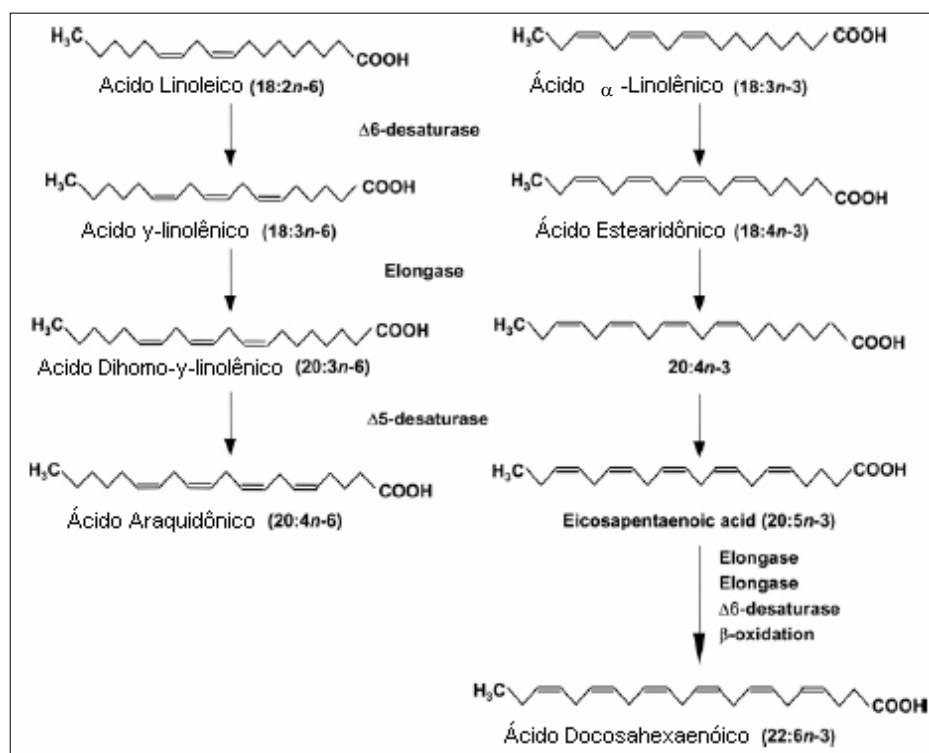 H₃C COOH
Acido Linoleico (18:2n-6)
H₃C COOH
Ácido α -Linolênico (18:3n-3)
Δ6-desaturase
H₃C COOH
Acido y-linolênico (18:3n-6)
H₃C COOH
Ácido Estearidônico (18:4n-3)
Elongase
H₃C COOH
Acido Dihomo-y-linolênico (20:3n-6)
H₃C COOH
20:4n-3
Δ5-desaturase
H₃C COOH
Ácido Araquidônico (20:4n-6)
H₃C COOH
Eicosapentaenoic acid (20:5n-3)
Elongase
Elongase
Δ6-desaturase
β-oxidation
H₃C COOH
Ácido Docosahexaenóico (22:6n-3)